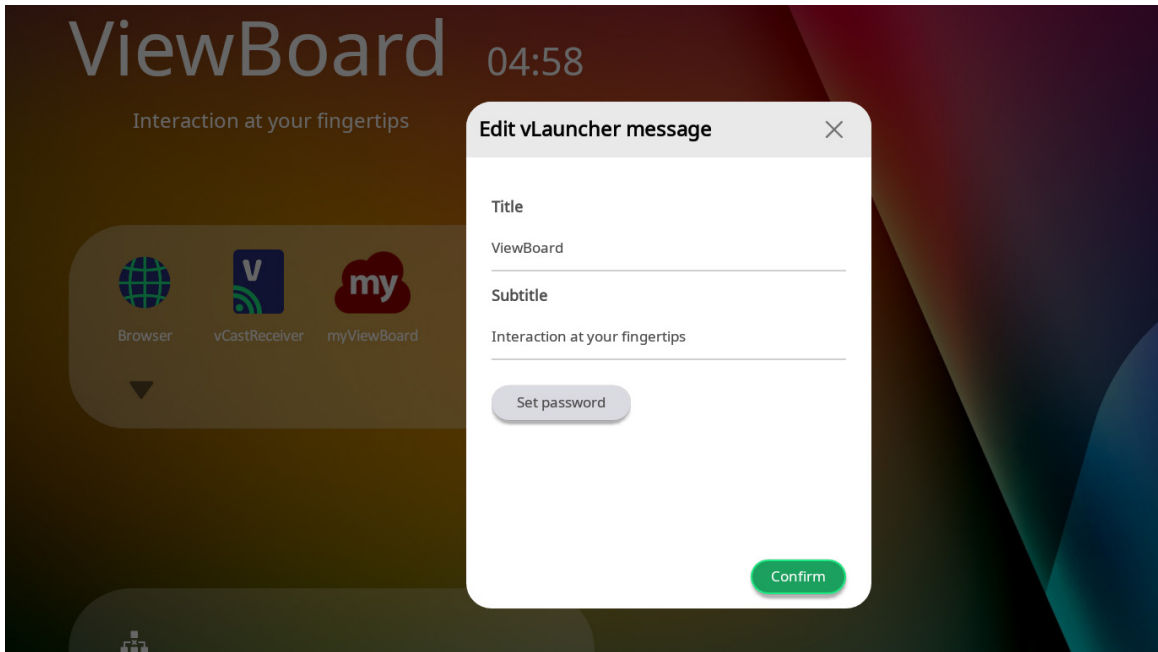 ViewBoard 04:58
Interaction at your fingertips
Edit vLauncher message
Title
ViewBoard
Subtitle
Interaction at your fingertips
Set password
Confirm
V
my
Browser vCastReceiver myViewBoard